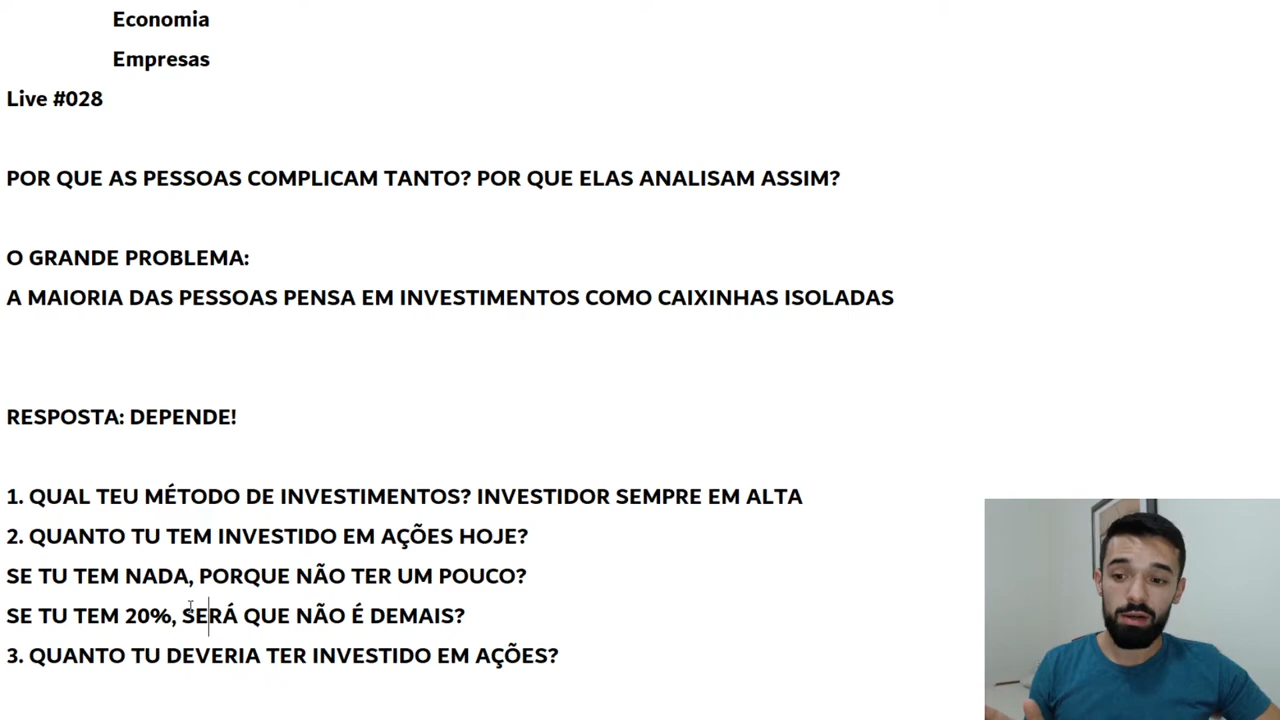 Economia
Empresas
Live #028
POR QUE AS PESSOAS COMPLICAM TANTO? POR QUE ELAS ANALISAM ASSIM?
O GRANDE PROBLEMA:
A MAIORIA DAS PESSOAS PENSA EM INVESTIMENTOS COMO CAIXINHAS ISOLADAS
RESPOSTA: DEPENDE!
1. QUAL TEU MÉTODO DE INVESTIMENTOS? INVESTIDOR SEMPRE EM ALTA
2. QUANTO TU TEM INVESTIDO EM AÇÕES HOJE?
SE TU TEM NADA, PORQUE NÃO TER UM POUCO?
SE TU TEM 20%, SERÁ QUE NÃO É DEMAIS?
3. QUANTO TU DEVERIA TER INVESTIDO EM AÇÕES?